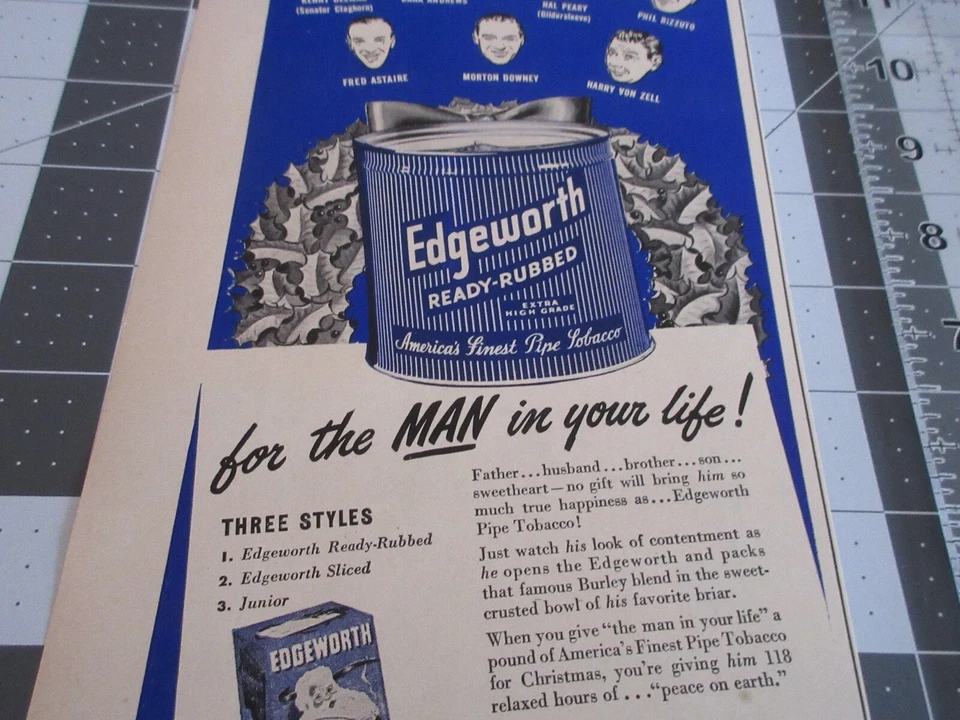 (Senator Claghorn)
DANA ANDREWS
HAL PEARY
(Gildersleeve)
PHIL RIZZUTO
FRED ASTAIRE
MORTON DOWNEY
HARRY VON ZELL
Edgeworth
READY-RUBBED
EXTRA
HIGH GRADE
America's Finest Pipe Tobacco
for the MAN in your life!
THREE STYLES
1. Edgeworth Ready-Rubbed
2. Edgeworth Sliced
3. Junior
EDGEWORTH
Father...husband...brother...son...
sweetheart—no gift will bring him so
much true happiness as...Edgeworth
Pipe Tobacco!
Just watch his look of contentment as
he opens the Edgeworth and packs
that famous Burley blend in the sweet-
crusted bowl of his favorite briar.
When you give “the man in your life” a
pound of America's Finest Pipe Tobacco
for Christmas, you're giving him 118
relaxed hours of...“peace on earth.”
10
9
8
7